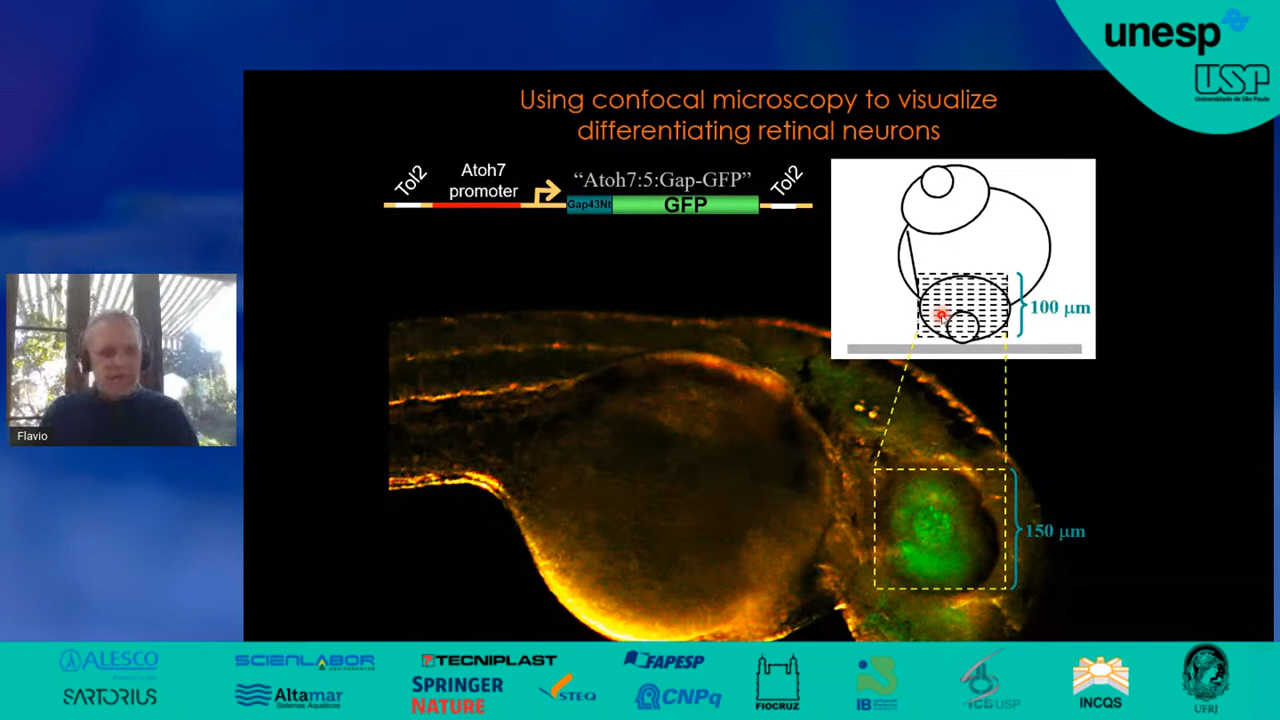 unesp
USP
Universidade de São Paulo
Using confocal microscopy to visualize
differentiating retinal neurons
Tol2
Atoh7
promoter
“Atoh7:5:Gap-GFP”
Tol2
Gap43Nt
GFP
100 µm
150 µm
Flavio
ALESCO
SCIENLABOR
TECNIPLAST
FAPESP
SARTORIUS
Altamar
Sistemas Aquáticos
SPRINGER
NATURE
STEQ
CNPq
FIOCRUZ
IB
ICB USP
INCQS
UFRJ